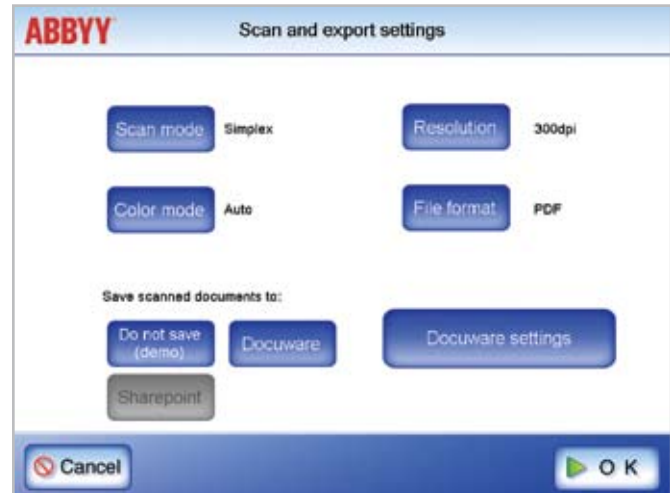 ABBYY Scan and export settings
Scan mode Simplex Resolution 300dpi
Color mode Auto File format PDF
Save scanned documents to:
Do not save
(demo)
Docuware
Docuware settings
Sharepoint
Cancel
O K